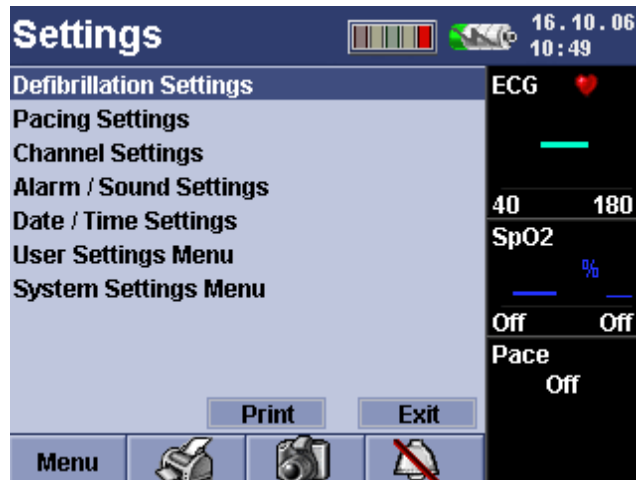 Settings
16.10.06
10:49
Defibrillation Settings
Pacing Settings
Channel Settings
Alarm / Sound Settings
Date / Time Settings
User Settings Menu
System Settings Menu
Print
Exit
Menu
ECG
40 180
SpO2
%
Off Off
Pace
Off